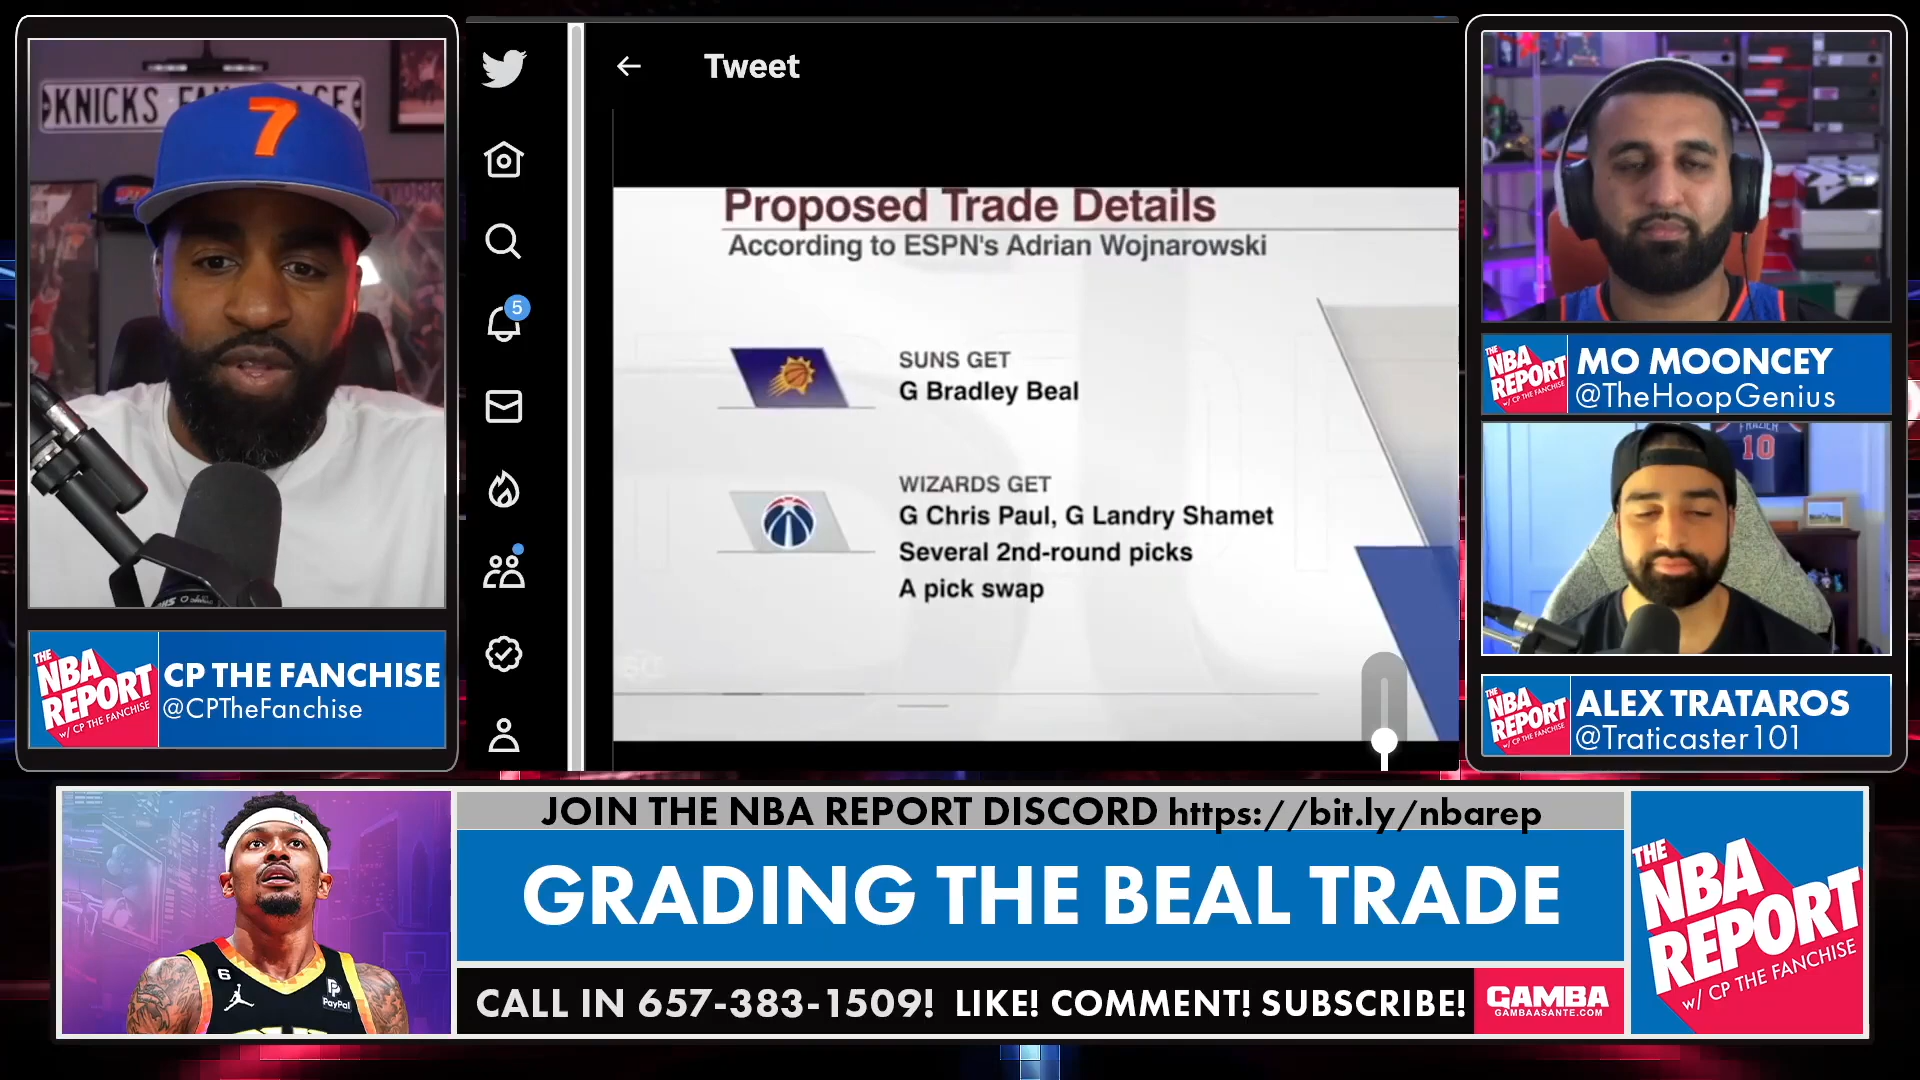 KNICKS FAN
THE
NBA
REPORT
w/ CP THE FANCHISE
CP THE FANCHISE
@CPTheFanchise
5
Tweet
Proposed Trade Details
According to ESPN's Adrian Wojnarowski
SUNS GET
G Bradley Beal
WIZARDS GET
G Chris Paul, G Landry Shamet
Several 2nd-round picks
A pick swap
7
THE
NBA
REPORT
w/ CP THE FANCHISE
MO MOONCEY
@TheHoopGenius
FRAZIER
10
THE
NBA
REPORT
w/ CP THE FANCHISE
ALEX TRATAROS
@Traticaster101
6
PayPal
JOIN THE NBA REPORT DISCORD https://bit.ly/nbarep
GRADING THE BEAL TRADE
CALL IN 657-383-1509! LIKE! COMMENT! SUBSCRIBE!
GAMBA
GAMBAASANTE.COM
THE
NBA
REPORT
w/ CP THE FANCHISE